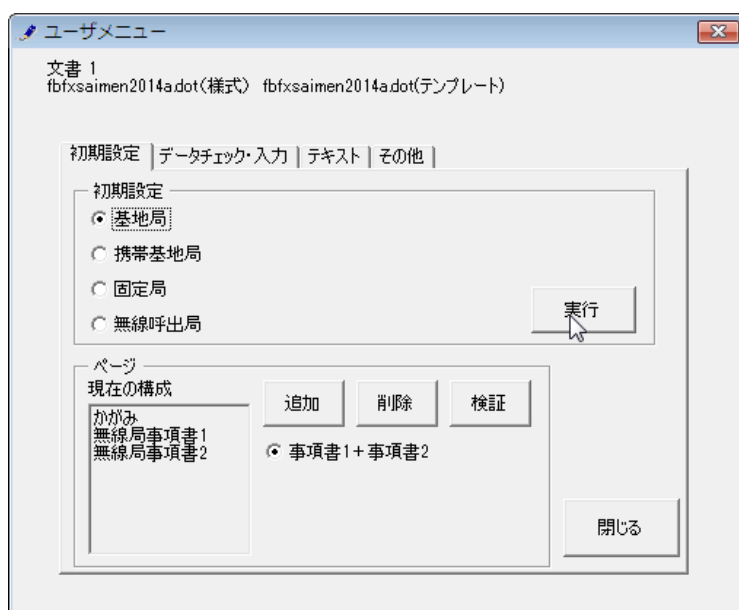 ユーザメニュー
文書 1
fbfxsaimen2014a.dot(様式) fbfxsaimen2014a.dot(テンプレート)
初期設定 データチェック・入力 テキスト その他
初期設定
基地局
携帯基地局
固定局
無線呼出局
実行
ページ
現在の構成
かがみ
無線局事項書1
無線局事項書2
追加 削除 検証
事項書1+事項書2
閉じる